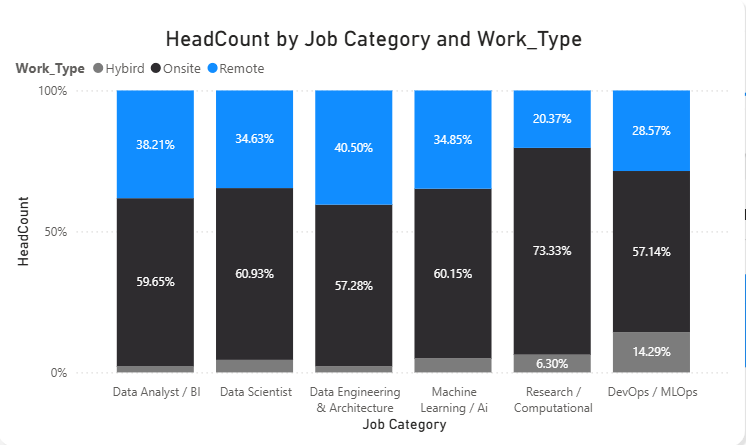 HeadCount by Job Category and Work_Type
Work_Type Hybird Onsite Remote
100%
50%
0%
HeadCount
38.21% 34.63% 40.50% 34.85% 20.37% 28.57%
59.65% 60.93% 57.28% 60.15% 73.33% 57.14%
6.30% 14.29%
Data Analyst / BI
Data Scientist
Data Engineering
& Architecture
Machine
Learning / Ai
Research /
Computational
DevOps / MLOps
Job Category